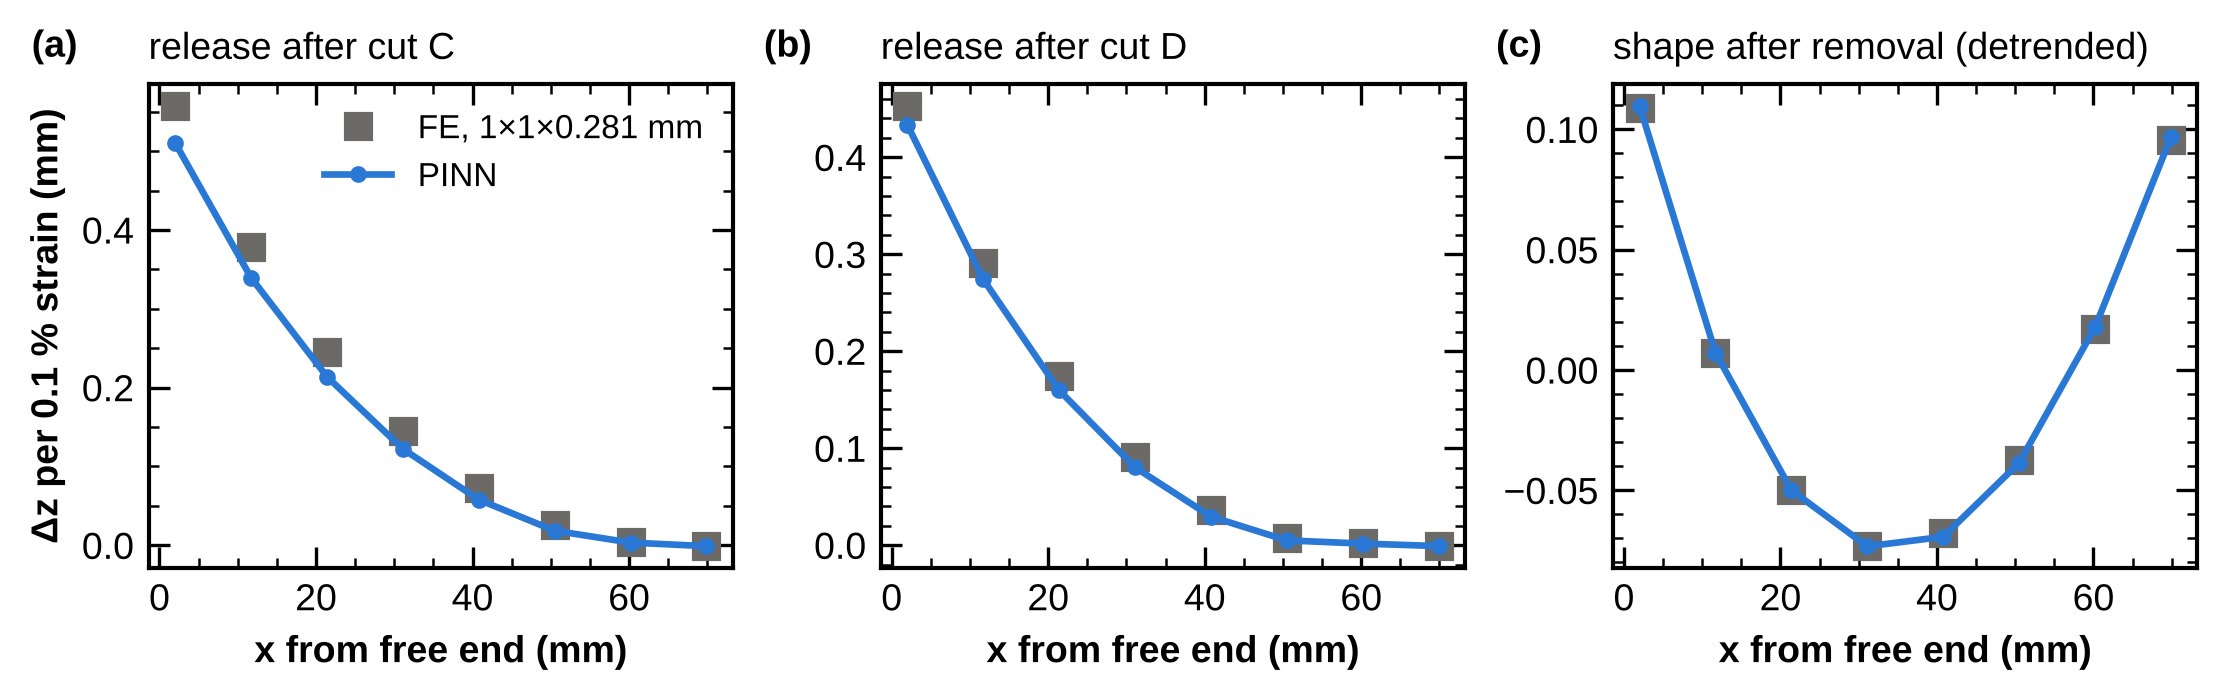 (a) release after cut C
FE, 1×1×0.281 mm
PINN
Δz per 0.1 % strain (mm)
0.4
0.2
0.0
0 20 40 60
x from free end (mm)
(b) release after cut D
0.4
0.3
0.2
0.1
0.0
0 20 40 60
x from free end (mm)
(c) shape after removal (detrended)
0.10
0.05
0.00
−0.05
0 20 40 60
x from free end (mm)